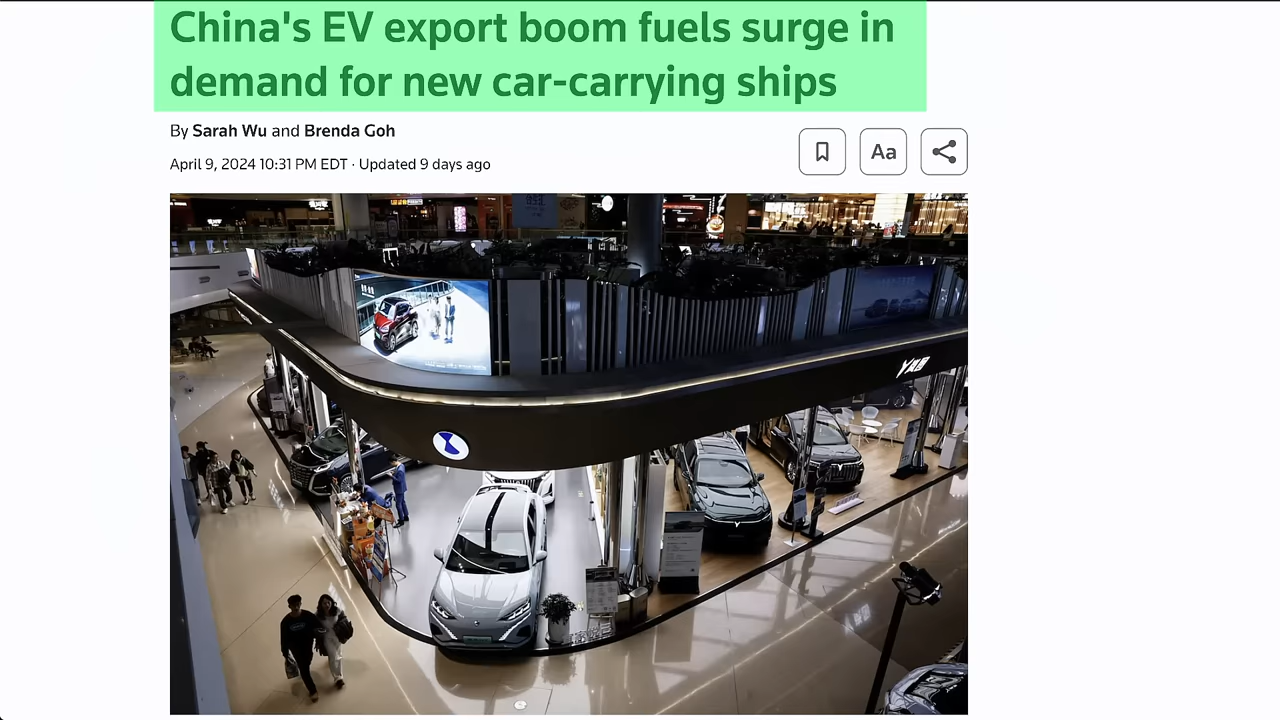 China's EV export boom fuels surge in
demand for new car-carrying ships
By Sarah Wu and Brenda Goh
April 9, 2024 10:31 PM EDT · Updated 9 days ago
Aa